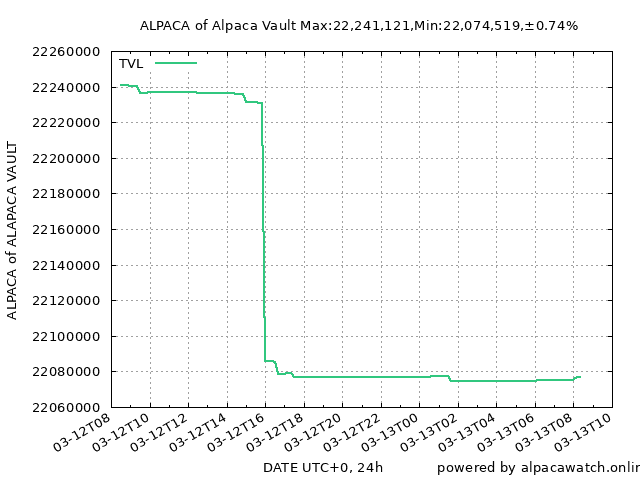 ALPACA of Alpaca Vault Max:22,241,121,Min:22,074,519,±0.74%
TVL
22260000
22240000
22220000
22200000
22180000
22160000
22140000
22120000
22100000
22080000
22060000
ALPACA of ALAPACA VAULT
03-12T08
03-12T10
03-12T12
03-12T14
03-12T16
03-12T18
03-12T20
03-12T22
03-13T00
03-13T02
03-13T04
03-13T06
03-13T08
03-13T10
DATE UTC+0, 24h
powered by alpacawatch.onlin